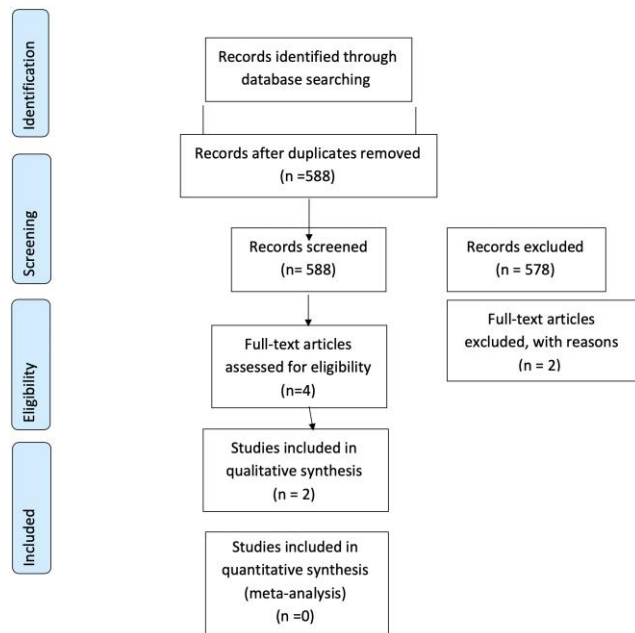 Identification
Records identified through
database searching
Records after duplicates removed
(n =588)
Screening
Records screened
(n= 588)
Records excluded
(n = 578)
Eligibility
Full-text articles
assessed for eligibility
(n=4)
Full-text articles
excluded, with reasons
(n = 2)
Included
Studies included in
qualitative synthesis
(n = 2)
Studies included in
quantitative synthesis
(meta-analysis)
(n =0)